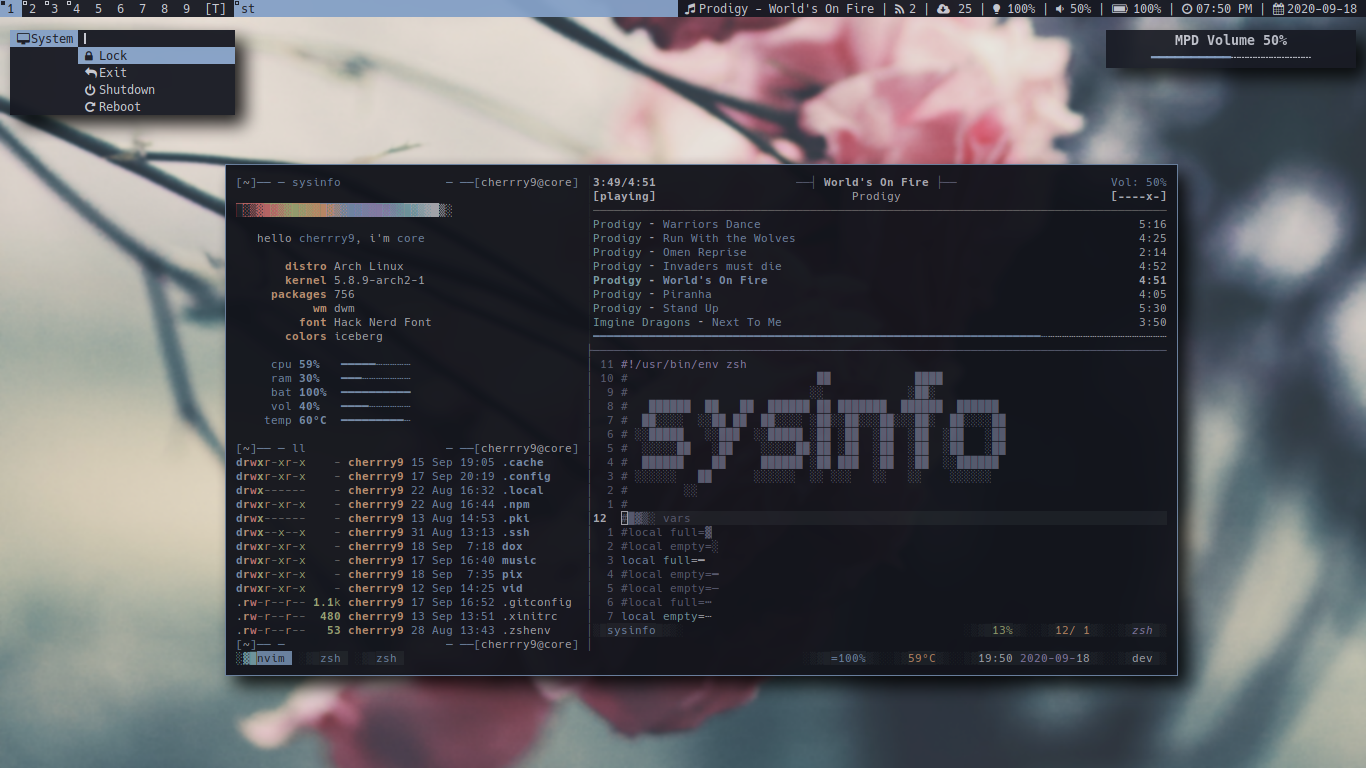 1 2 3 4 5 6 7 8 9 [T] st Prodigy - World's On Fire | 2 | 25 | 100% | 50% | 100% | 07:50 PM | 2020-09-18
System
Lock
Exit
Shutdown
Reboot
MPD Volume 50%
[~]── ─ sysinfo ─ ──[cherrry9@core]
hello cherrry9, i'm core
distro Arch Linux
kernel 5.8.9-arch2-1
packages 756
wm dwm
font Hack Nerd Font
colors iceberg
cpu 59%
ram 30%
bat 100%
vol 40%
temp 60°C
[~]── ─ ll ─ ──[cherrry9@core]
drwxr-xr-x - cherrry9 15 Sep 19:05 .cache
drwxr-xr-x - cherrry9 17 Sep 20:19 .config
drwx------ - cherrry9 22 Aug 16:32 .local
drwxr-xr-x - cherrry9 22 Aug 16:44 .npm
drwx------ - cherrry9 13 Aug 14:53 .pki
drwx------ - cherrry9 31 Aug 13:13 .ssh
drwxr-xr-x - cherrry9 18 Sep 7:18 dox
drwxr-xr-x - cherrry9 17 Sep 16:40 music
drwxr-xr-x - cherrry9 18 Sep 7:35 pix
drwxr-xr-x - cherrry9 12 Sep 14:25 vid
.rw-r--r-- 1.1k cherrry9 17 Sep 16:52 .gitconfig
.rw-r--r-- 480 cherrry9 13 Sep 13:51 .xinitrc
.rw-r--r-- 53 cherrry9 28 Aug 13:43 .zshenv
[~]── ─ ─ ──[cherrry9@core]
3:49/4:51 ──┤ World's On Fire ├── Vol: 50%
[playing] Prodigy [----x-]
Prodigy - Warriors Dance 5:16
Prodigy - Run With the Wolves 4:25
Prodigy - Omen Reprise 2:14
Prodigy - Invaders must die 4:52
Prodigy - World's On Fire 4:51
Prodigy - Piranha 4:05
Prodigy - Stand Up 5:30
Imgine Dragons - Next To Me 3:50
11 #!/usr/bin/env zsh
10 #
9 #
8 #
7 #
6 #
5 #
4 #
3 #
2 #
1 #
sysinfo
12 #▓▓▒░ vars
1 #local full=▓
2 #local empty=░
3 local full=━
4 #local empty=━
5 #local empty=─
6 #local full=┄
7 local empty=┄
sysinfo 13% 12/ 1 zsh
nvim zsh zsh =100% 59°C 19:50 2020-09-18 dev